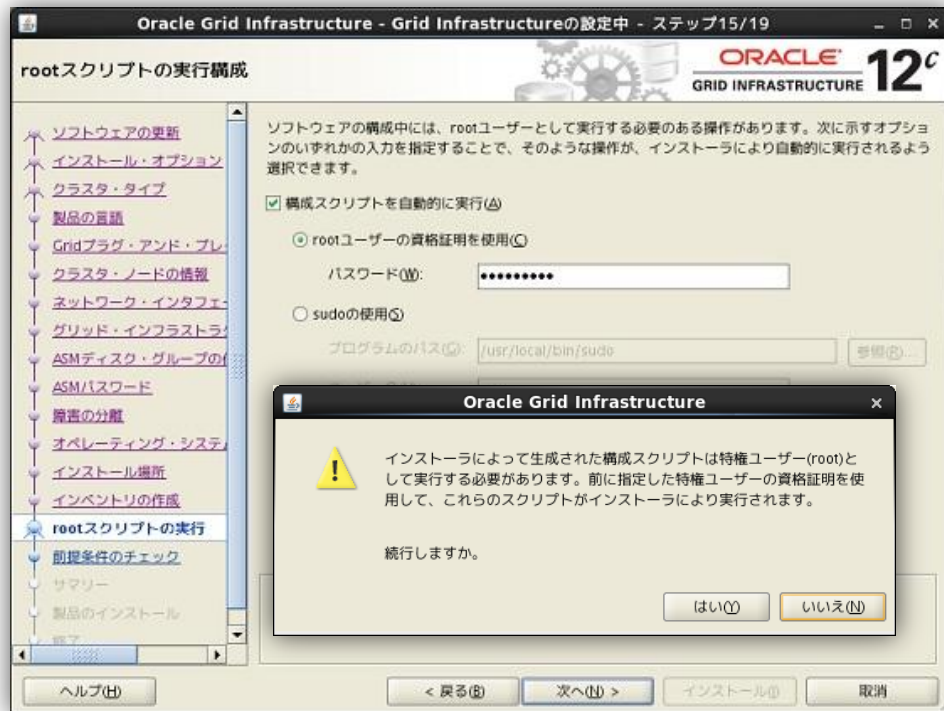 Oracle Grid Infrastructure - Grid Infrastructureの設定中 - ステップ15/19
rootスクリプトの実行構成
ORACLE
GRID INFRASTRUCTURE
12c
ソフトウェアの更新
インストール・オプション
クラスタ・タイプ
製品の言語
Gridプラグ・アンド・プレ
クラスタ・ノードの情報
ネットワーク・インタフェー
グリッド・インフラストラク
ASMディスク・グループの
ASMパスワード
障害の分離
オペレーティング・システム
インストール場所
インベントリの作成
rootスクリプトの実行
前提条件のチェック
サマリー
製品のインストール
終了
ソフトウェアの構成中には、rootユーザーとして実行する必要のある操作があります。次に示すオプショ
ンのいずれかの入力を指定することで、そのような操作が、インストーラにより自動的に実行されるよう
選択できます。
構成スクリプトを自動的に実行(A)
rootユーザーの資格証明を使用(C)
パスワード(W): •••••••••
sudoの使用(S)
プログラムのパス(G): /usr/local/bin/sudo 参照(R)...
Oracle Grid Infrastructure
インストーラによって生成された構成スクリプトは特権ユーザー(root)と
して実行する必要があります。前に指定した特権ユーザーの資格証明を使
用して、これらのスクリプトがインストーラにより実行されます。
続行しますか。
はい(Y) いいえ(N)
ヘルプ(H) < 戻る(B) 次へ(N) > インストール(I) 取消